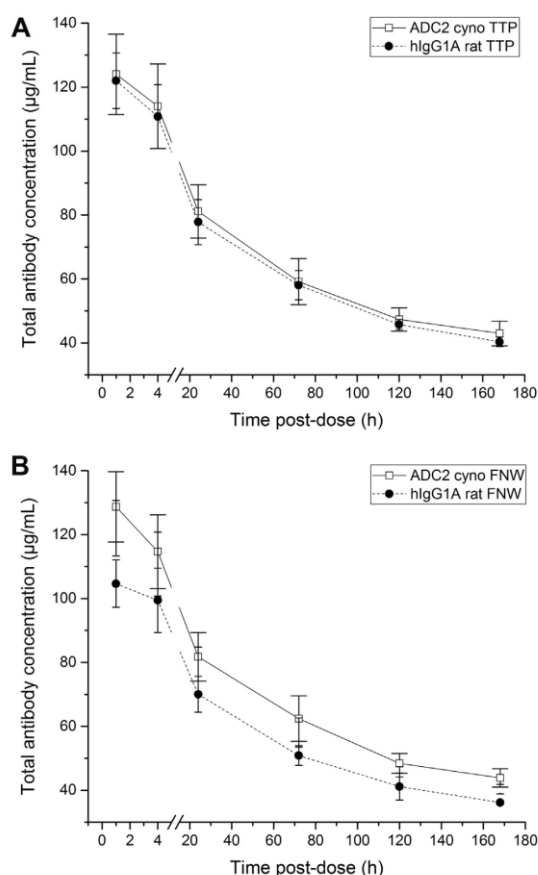 A
ADC2 cyno TTP
hIgG1A rat TTP
Total antibody concentration (µg/mL)
140
120
100
80
60
40
0 2 4 20 40 60 80 100 120 140 160 180
Time post-dose (h)
B
ADC2 cyno FNW
hIgG1A rat FNW
Total antibody concentration (µg/mL)
140
120
100
80
60
40
0 2 4 20 40 60 80 100 120 140 160 180
Time post-dose (h)